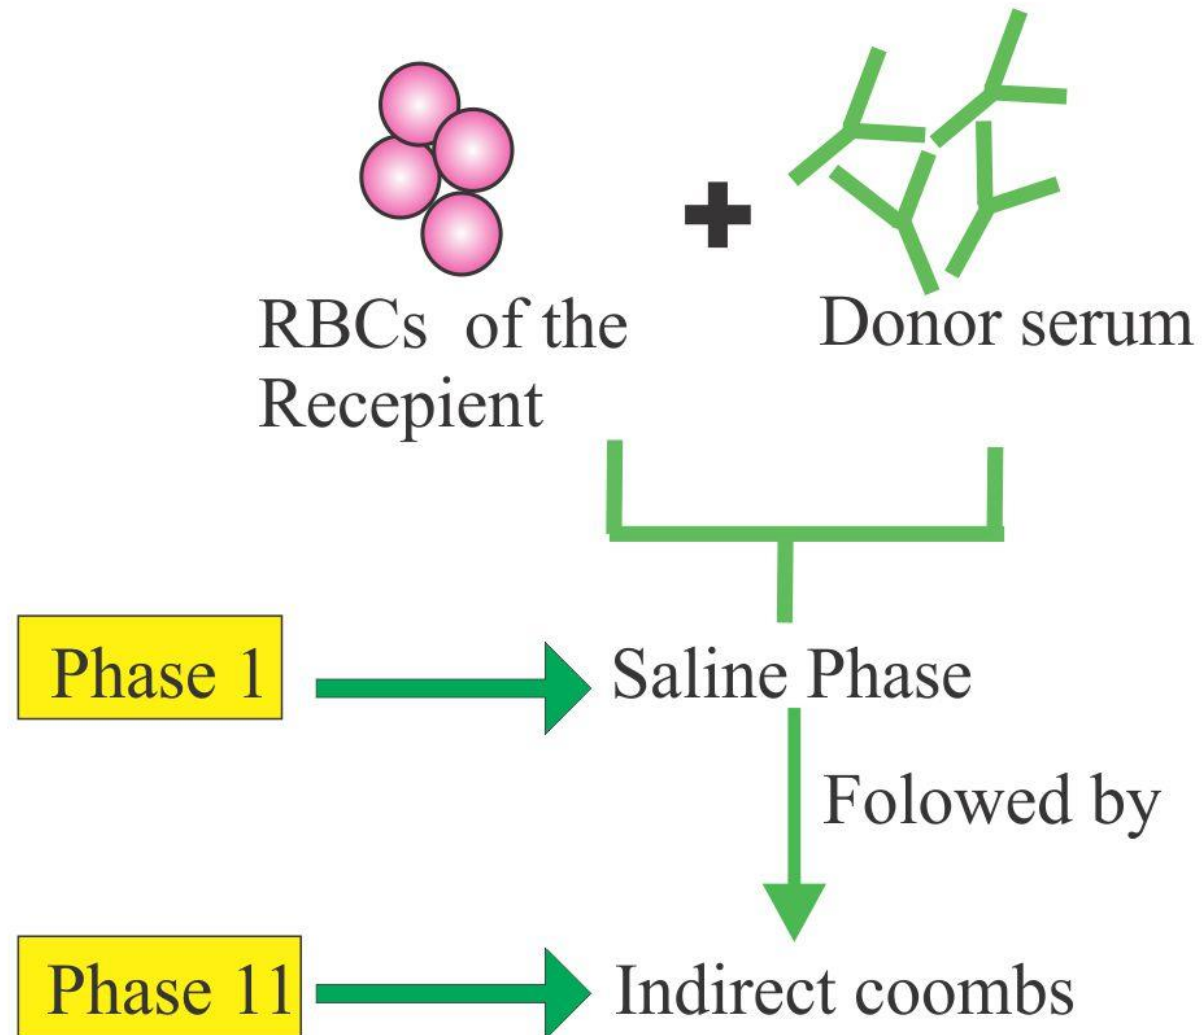 RBCs of the
Recepient
Donor serum
Phase 1
Saline Phase
Folowed by
Phase 11
Indirect coombs